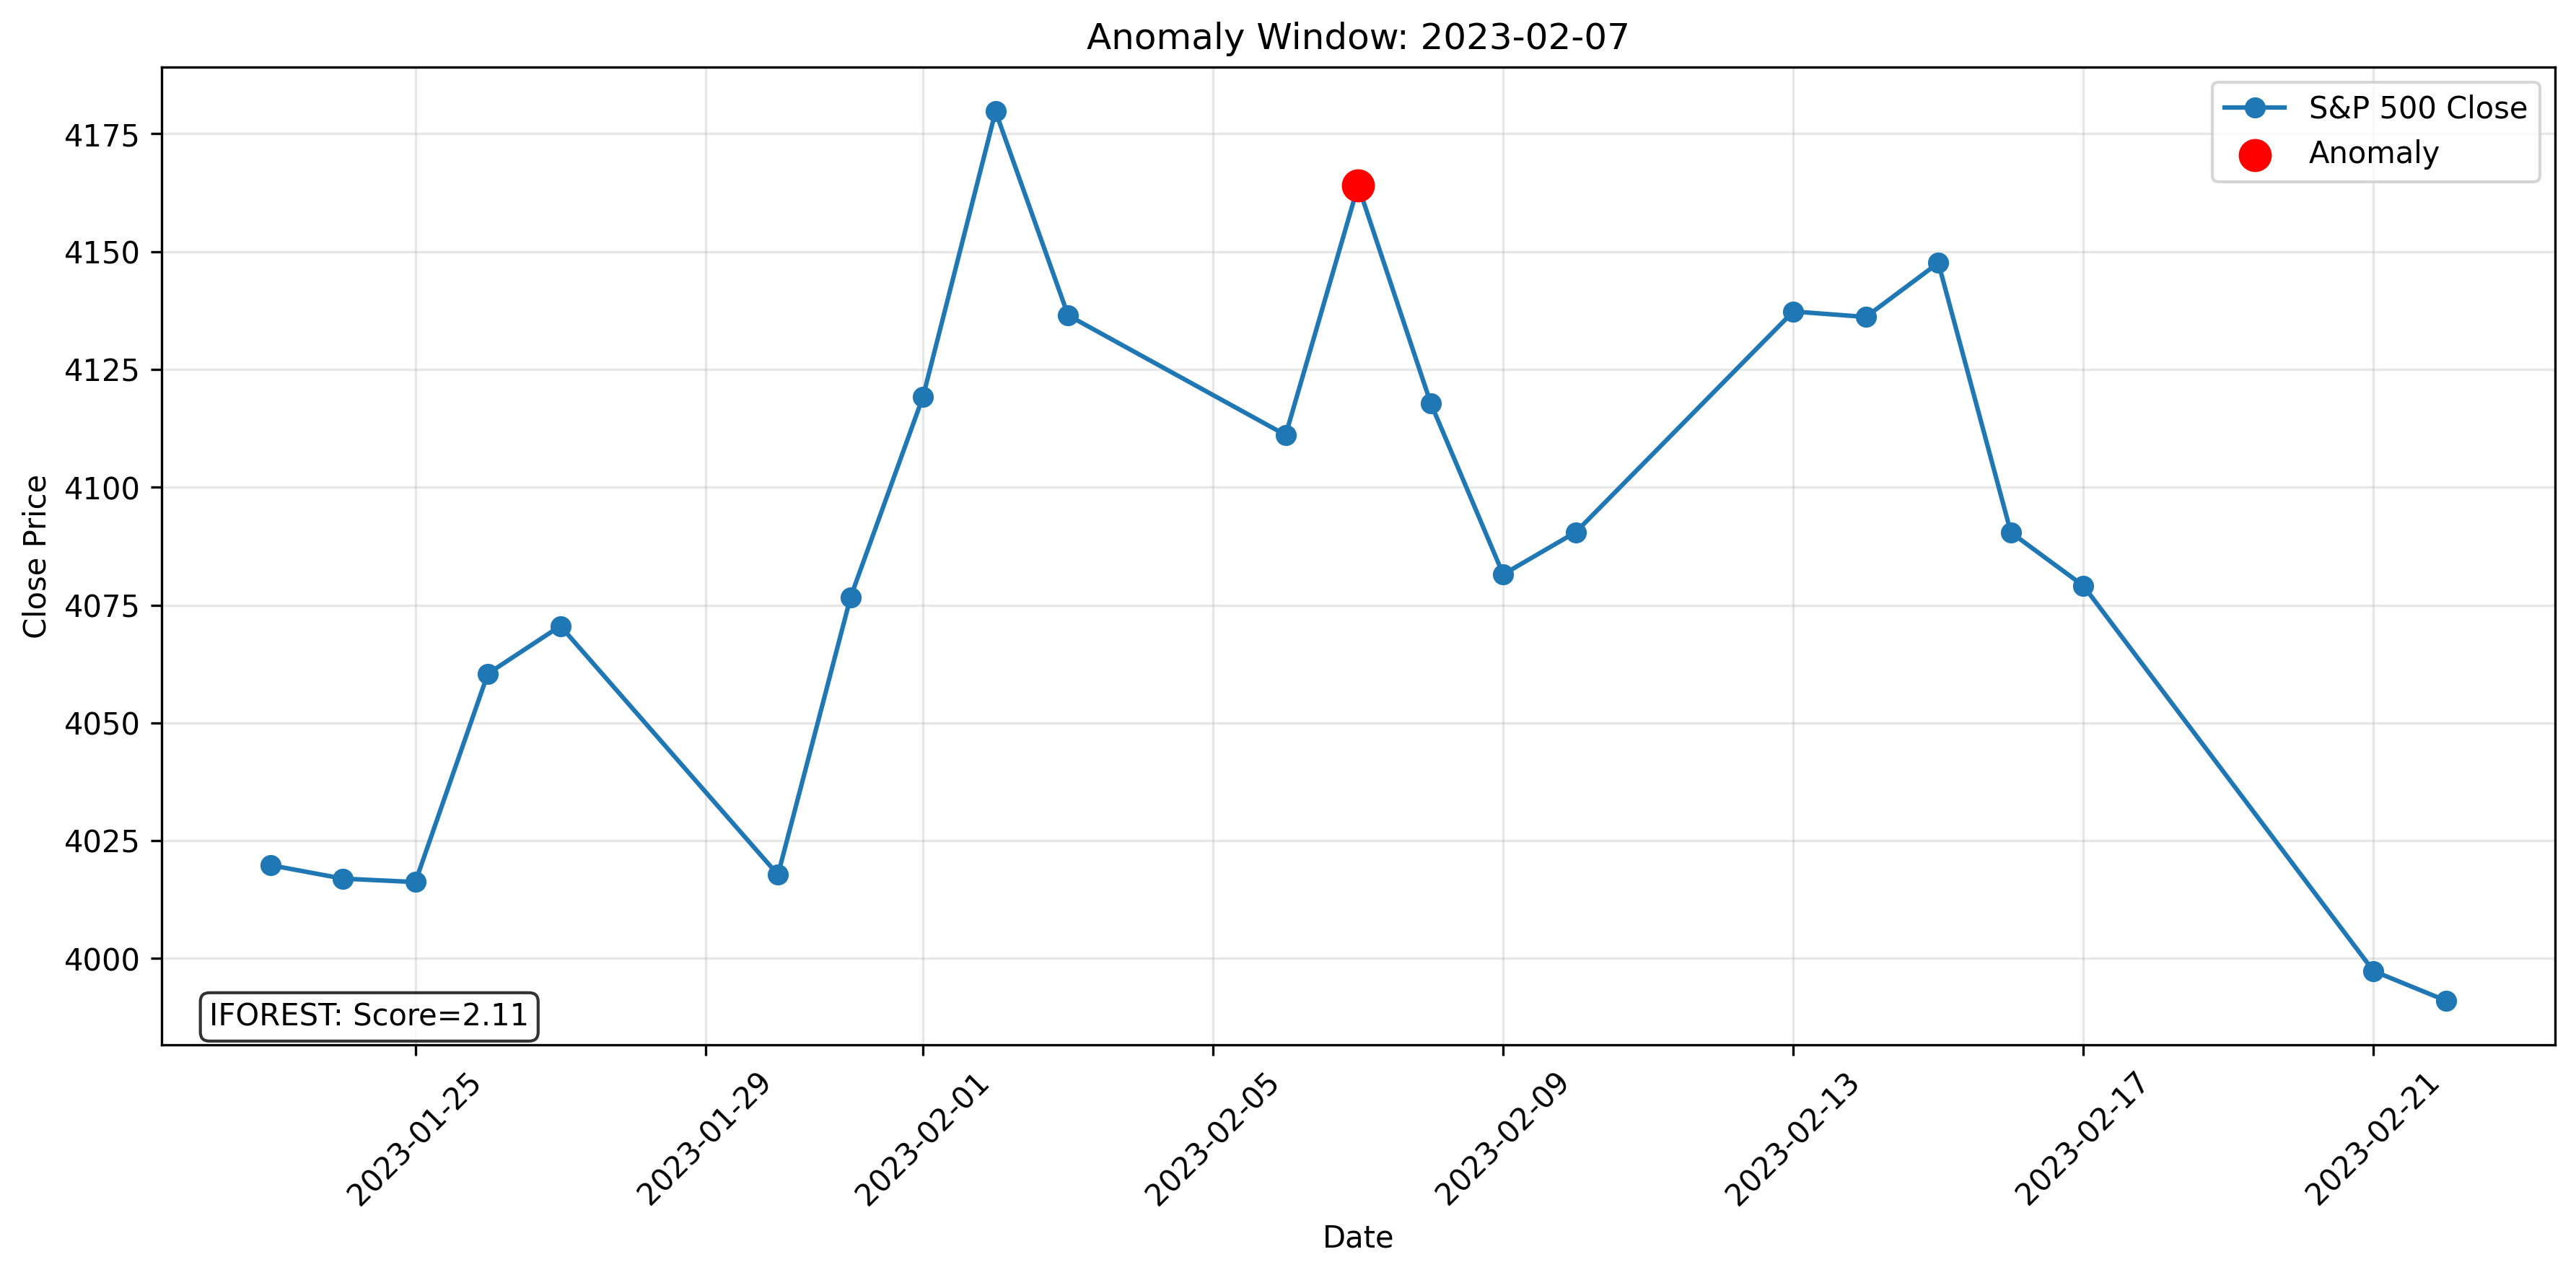 Anomaly Window: 2023-02-07
S&P 500 Close
Anomaly
Close Price
4175
4150
4125
4100
4075
4050
4025
4000
IFOREST: Score=2.11
2023-01-25
2023-01-29
2023-02-01
2023-02-05
2023-02-09
2023-02-13
2023-02-17
2023-02-21
Date